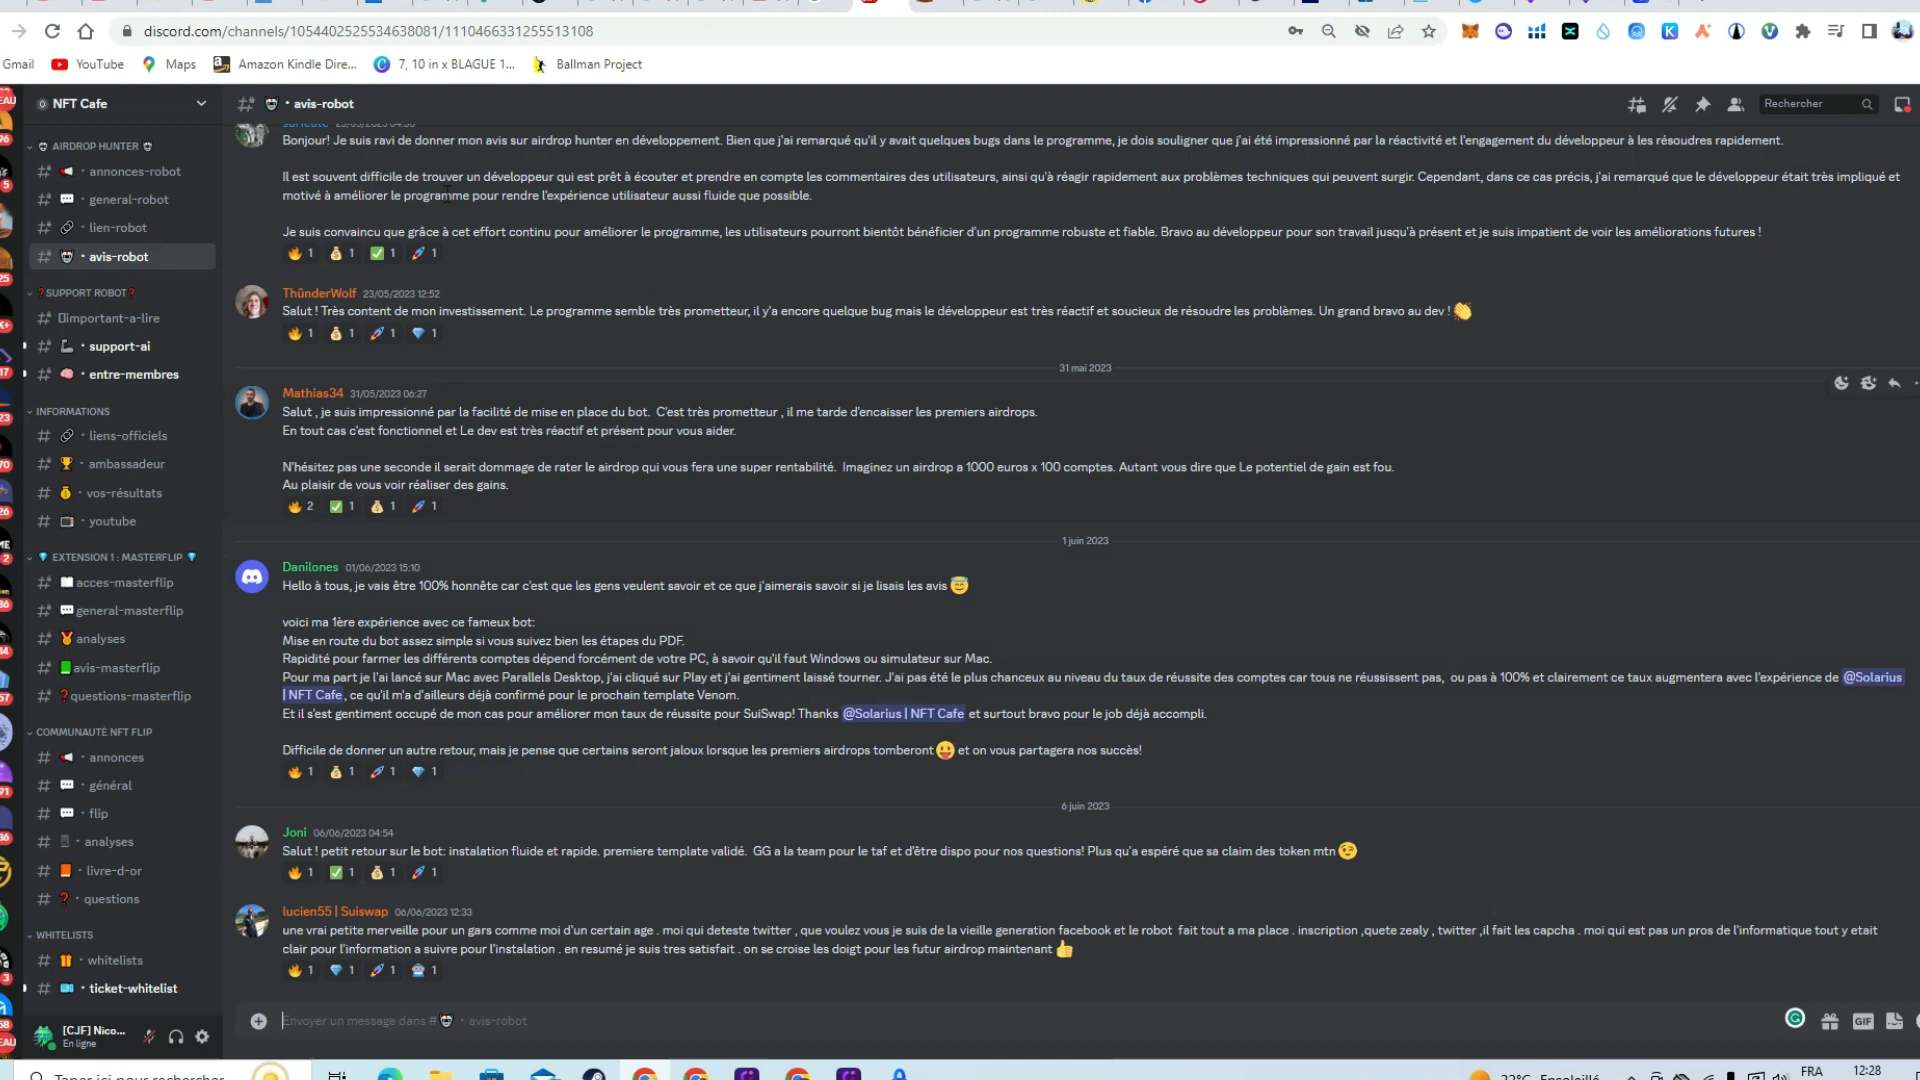 discord.com/channels/1054402525534638081/1110466331255513108
Gmail
YouTube
Maps
Amazon Kindle Dire...
7, 10 in x BLAGUE 1...
Ballman Project
NFT Cafe
avis-robot
Rechercher
AIRDROP HUNTER
annonces-robot
general-robot
lien-robot
avis-robot
SUPPORT ROBOT
important-a-lire
support-ai
entre-membres
INFORMATIONS
liens-officiels
ambassadeur
vos-résultats
youtube
EXTENSION 1 : MASTERFLIP
acces-masterflip
general-masterflip
analyses
avis-masterflip
questions-masterflip
COMMUNAUTÉ NFT FLIP
annonces
général
flip
analyses
livre-d-or
questions
WHITELISTS
whitelists
ticket-whitelist
[CJF] Nico...
En ligne
Bonjour! Je suis ravi de donner mon avis sur airdrop hunter en développement. Bien que j'ai remarqué qu'il y avait quelques bugs dans le programme, je dois souligner que j'ai été impressionné par la réactivité et l'engagement du développeur à les résoudre rapidement.
Il est souvent difficile de trouver un développeur qui est prêt à écouter et prendre en compte les commentaires des utilisateurs, ainsi qu'à réagir rapidement aux problèmes techniques qui peuvent surgir. Cependant, dans ce cas précis, j'ai remarqué que le développeur était très impliqué et
motivé à améliorer le programme pour rendre l'expérience utilisateur aussi fluide que possible.
Je suis convaincu que grâce à cet effort continu pour améliorer le programme, les utilisateurs pourront bientôt bénéficier d'un programme robuste et fiable. Bravo au développeur pour son travail jusqu'à présent et je suis impatient de voir les améliorations futures !
1 1 1 1
ThünderWolf 23/05/2023 12:52
Salut ! Très content de mon investissement. Le programme semble très prometteur, il y'a encore quelque bug mais le développeur est très réactif et soucieux de résoudre les problèmes. Un grand bravo au dev !
1 1 1 1
31 mai 2023
Mathias34 31/05/2023 06:27
Salut , je suis impressionné par la facilité de mise en place du bot. C'est très prometteur , il me tarde d'encaisser les premiers airdrops.
En tout cas c'est fonctionnel et Le dev est très réactif et présent pour vous aider.
N'hésitez pas une seconde il serait dommage de rater le airdrop qui vous fera une super rentabilité. Imaginez un airdrop a 1000 euros x 100 comptes. Autant vous dire que Le potentiel de gain est fou.
Au plaisir de vous voir réaliser des gains.
2 1 1 1
1 juin 2023
Danilones 01/06/2023 15:10
Hello à tous, je vais être 100% honnête car c'est que les gens veulent savoir et ce que j'aimerais savoir si je lisais les avis
voici ma 1ère expérience avec ce fameux bot:
Mise en route du bot assez simple si vous suivez bien les étapes du PDF.
Rapidité pour farmer les différents comptes dépend forcément de votre PC, à savoir qu'il faut Windows ou simulateur sur Mac.
Pour ma part je l'ai lancé sur Mac avec Parallels Desktop, j'ai cliqué sur Play et j'ai gentiment laissé tourner. J'ai pas été le plus chanceux au niveau du taux de réussite des comptes car tous ne réussissent pas, ou pas à 100% et clairement ce taux augmentera avec l'expérience de @Solarius
| NFT Cafe , ce qu'il m'a d'ailleurs déjà confirmé pour le prochain template Venom.
Et il s'est gentiment occupé de mon cas pour améliorer mon taux de réussite pour SuiSwap! Thanks @Solarius | NFT Cafe et surtout bravo pour le job déjà accompli.
Difficile de donner un autre retour, mais je pense que certains seront jaloux lorsque les premiers airdrops tomberont et on vous partagera nos succès!
1 1 1 1
6 juin 2023
Joni 06/06/2023 04:54
Salut ! petit retour sur le bot: instalation fluide et rapide. premiere template validé. GG a la team pour le taf et d'être dispo pour nos questions! Plus qu'a espéré que sa claim des token mtn
1 1 1 1
lucien55 | Suiswap 06/06/2023 12:33
une vrai petite merveille pour un gars comme moi d'un certain age . moi qui deteste twitter , que voulez vous je suis de la vieille generation facebook et le robot fait tout a ma place . inscription ,quete zealy , twitter ,il fait les capcha . moi qui est pas un pros de l'informatique tout y etait
clair pour l'information a suivre pour l'instalation . en resumé je suis tres satisfait . on se croise les doigt pour les futur airdrop maintenant
1 1 1 1
Envoyer un message dans # avis-robot
GIF
Taper ici pour rechercher
22°C Ensoleillé
FRA
12:28